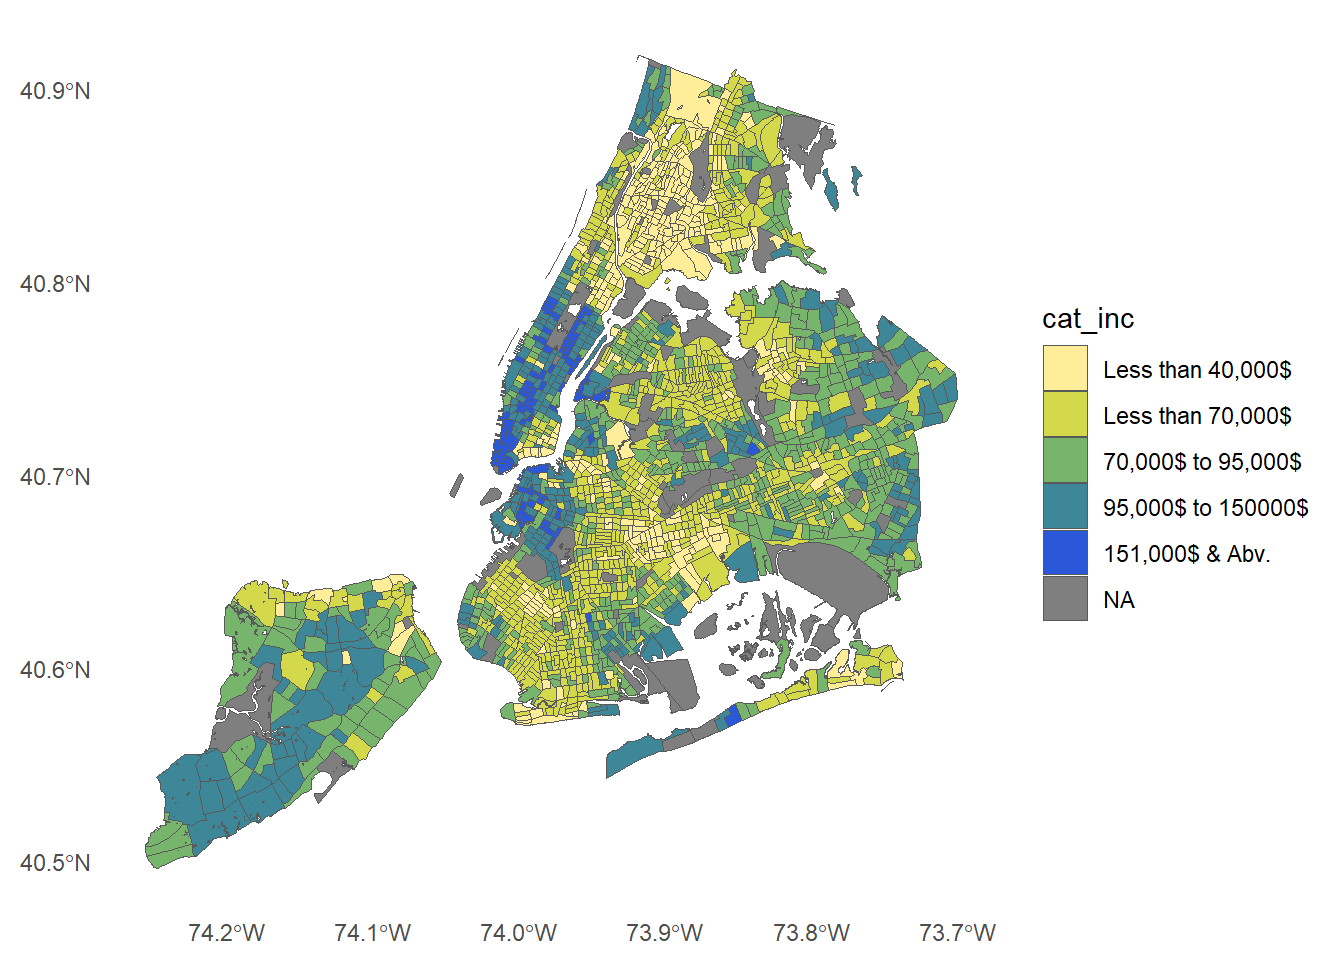 40.9°N
40.8°N
40.7°N
40.6°N
40.5°N
74.2°W
74.1°W
74.0°W
73.9°W
73.8°W
73.7°W
cat_inc
Less than 40,000$
Less than 70,000$
70,000$ to 95,000$
95,000$ to 150000$
151,000$ & Abv.
NA